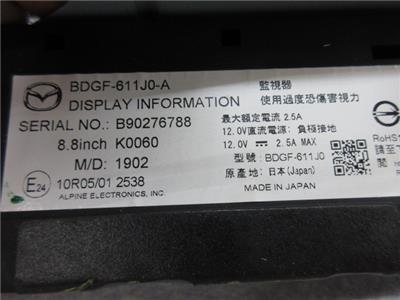 BDGF-611J0-A
DISPLAY INFORMATION
SERIAL NO.: B90276788
8.8inch K0060
M/D: 1902
E24
10R05/01 2538
ALPINE ELECTRONICS, INC.
監視器
使用過度恐傷害視力
最大額定電流 2.5A
12.0V直流電源: 負極接地
12.0V 2.5A MAX
型號: BDGF-611J0
原產地: 日本(Japan)
MADE IN JAPAN
RoHS